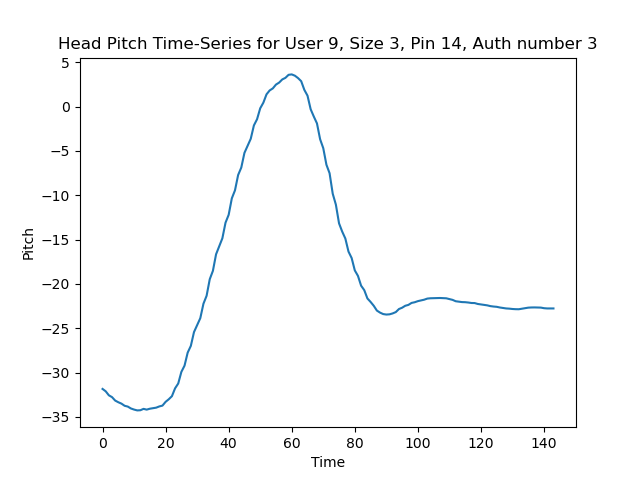 Head Pitch Time-Series for User 9, Size 3, Pin 14, Auth number 3
5
0
−5
−10
−15
−20
−25
−30
−35
Pitch
0 20 40 60 80 100 120 140
Time